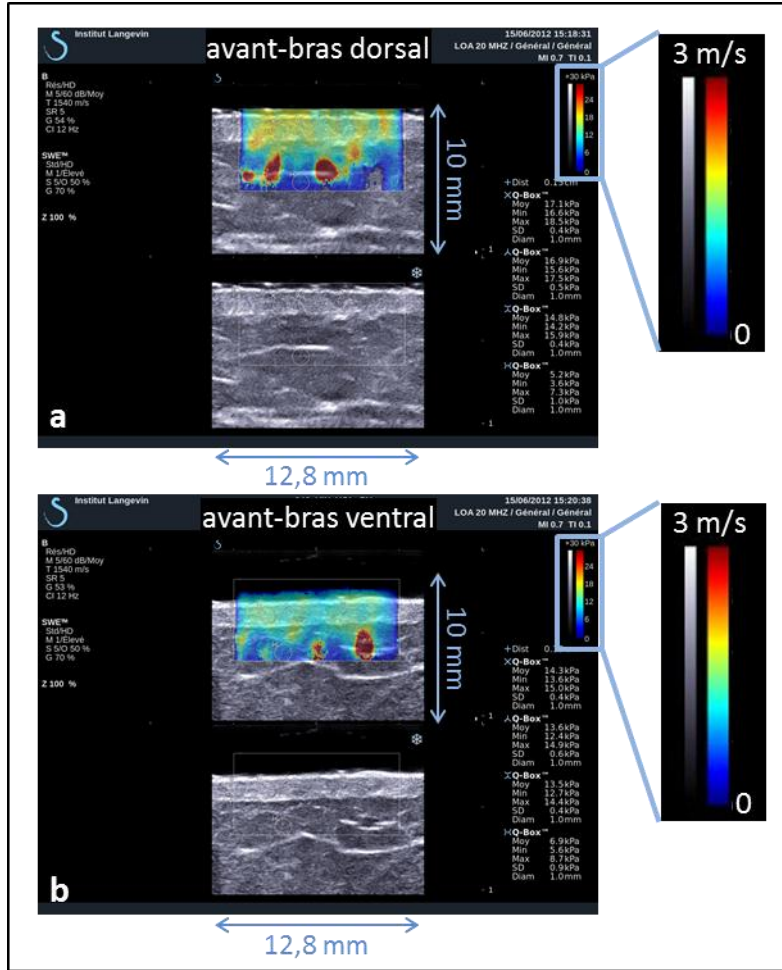 Institut Langevin
avant-bras dorsal
15/06/2012 15:18:31
LOA 20 MHZ / Général / Général
MI 0.7 TI 0.1
B
Rés/HD
M 5/60 dB/Moy
T 1540 m/s
SR 5
G 54 %
CI 12 Hz
SWE™
Std/HD
M 1/Élevé
S 5/O 50 %
G 70 %
Z 100 %
+30 kPa
24
18
12
6
0
3 m/s
0
10 mm
1
+Dist 0.15cm
Q-Box™
Moy 17.1kPa
Min 16.6kPa
Max 18.5kPa
SD 0.4kPa
Diam 1.0mm
Q-Box™
Moy 16.9kPa
Min 15.6kPa
Max 17.5kPa
SD 0.5kPa
Diam 1.0mm
Q-Box™
Moy 14.8kPa
Min 14.2kPa
Max 15.9kPa
SD 0.4kPa
Diam 1.0mm
Q-Box™
Moy 5.2kPa
Min 3.6kPa
Max 7.3kPa
SD 1.0kPa
Diam 1.0mm
1
a
12,8 mm
Institut Langevin
avant-bras ventral
15/06/2012 15:20:38
LOA 20 MHZ / Général / Général
MI 0.7 TI 0.1
B
Rés/HD
M 5/60 dB/Moy
T 1540 m/s
SR 5
G 53 %
CI 12 Hz
SWE™
Std/HD
M 1/Élevé
S 5/O 50 %
G 70 %
Z 100 %
+30 kPa
24
18
12
6
0
3 m/s
0
10 mm
1
+Dist
Q-Box™
Moy 14.3kPa
Min 13.6kPa
Max 15.0kPa
SD 0.4kPa
Diam 1.0mm
Q-Box™
Moy 13.6kPa
Min 12.4kPa
Max 14.9kPa
SD 0.6kPa
Diam 1.0mm
Q-Box™
Moy 13.5kPa
Min 12.7kPa
Max 14.4kPa
SD 0.4kPa
Diam 1.0mm
Q-Box™
Moy 6.9kPa
Min 5.6kPa
Max 8.7kPa
SD 0.9kPa
Diam 1.0mm
1
b
12,8 mm